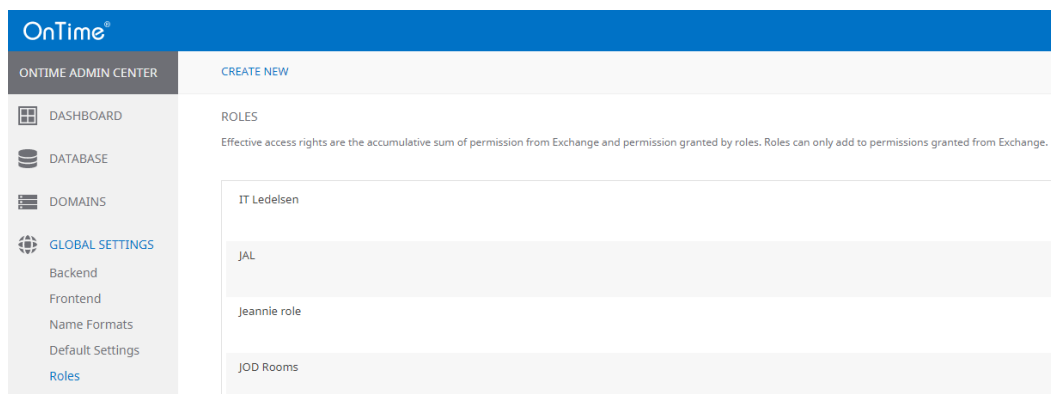 OnTime®
ONTIME ADMIN CENTER
CREATE NEW
DASHBOARD
DATABASE
DOMAINS
GLOBAL SETTINGS
Backend
Frontend
Name Formats
Default Settings
Roles
ROLES
Effective access rights are the accumulative sum of permission from Exchange and permission granted by roles. Roles can only add to permissions granted from Exchange.
IT Ledelsen
JAL
Jeannie role
JOD Rooms